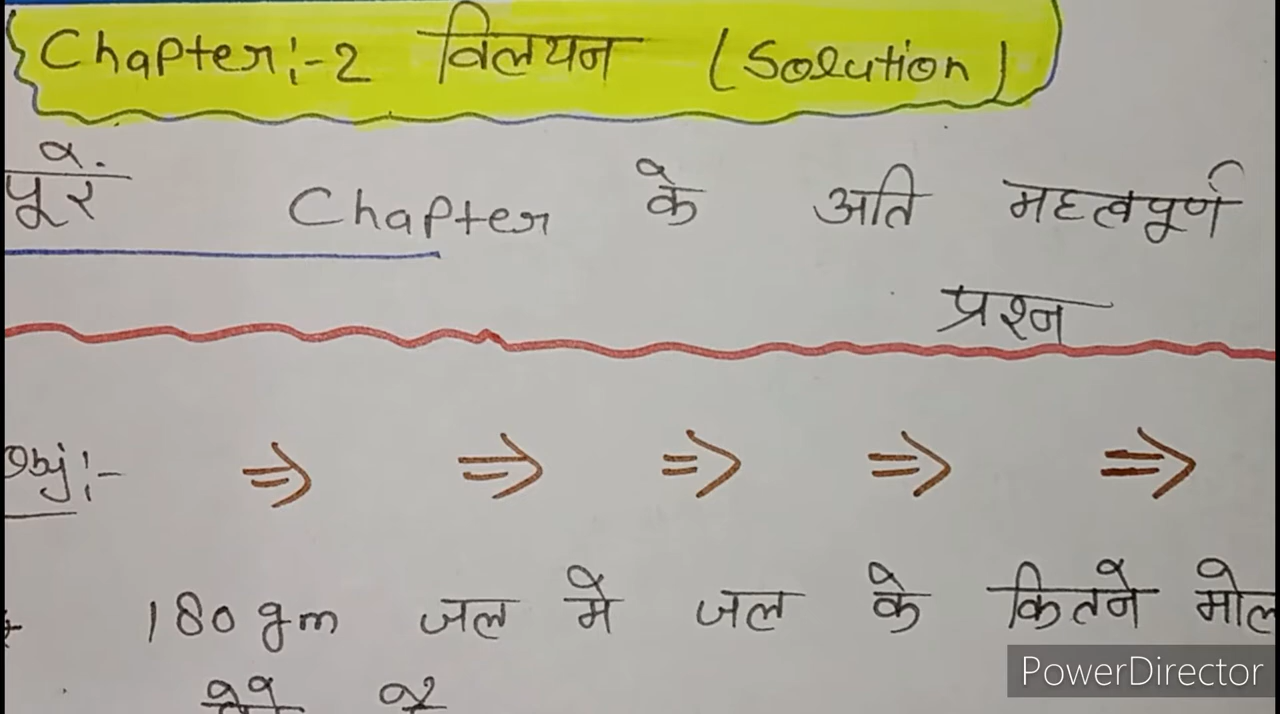 Chapter:-2 विलयन (Solution)
पूरे Chapter के अति महत्वपूर्ण
प्रश्न
Obj:-
180 gm जल मे जल के कितने मोल
PowerDirector